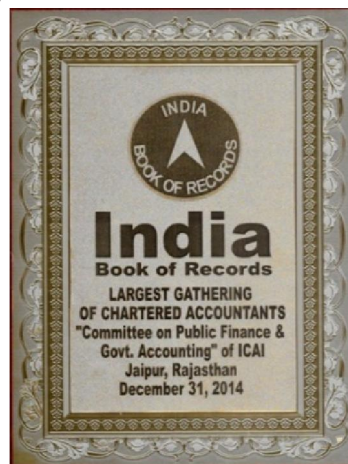 INDIA
BOOK OF RECORDS
India
Book of Records
LARGEST GATHERING
OF CHARTERED ACCOUNTANTS
"Committee on Public Finance &
Govt. Accounting" of ICAI
Jaipur, Rajasthan
December 31, 2014